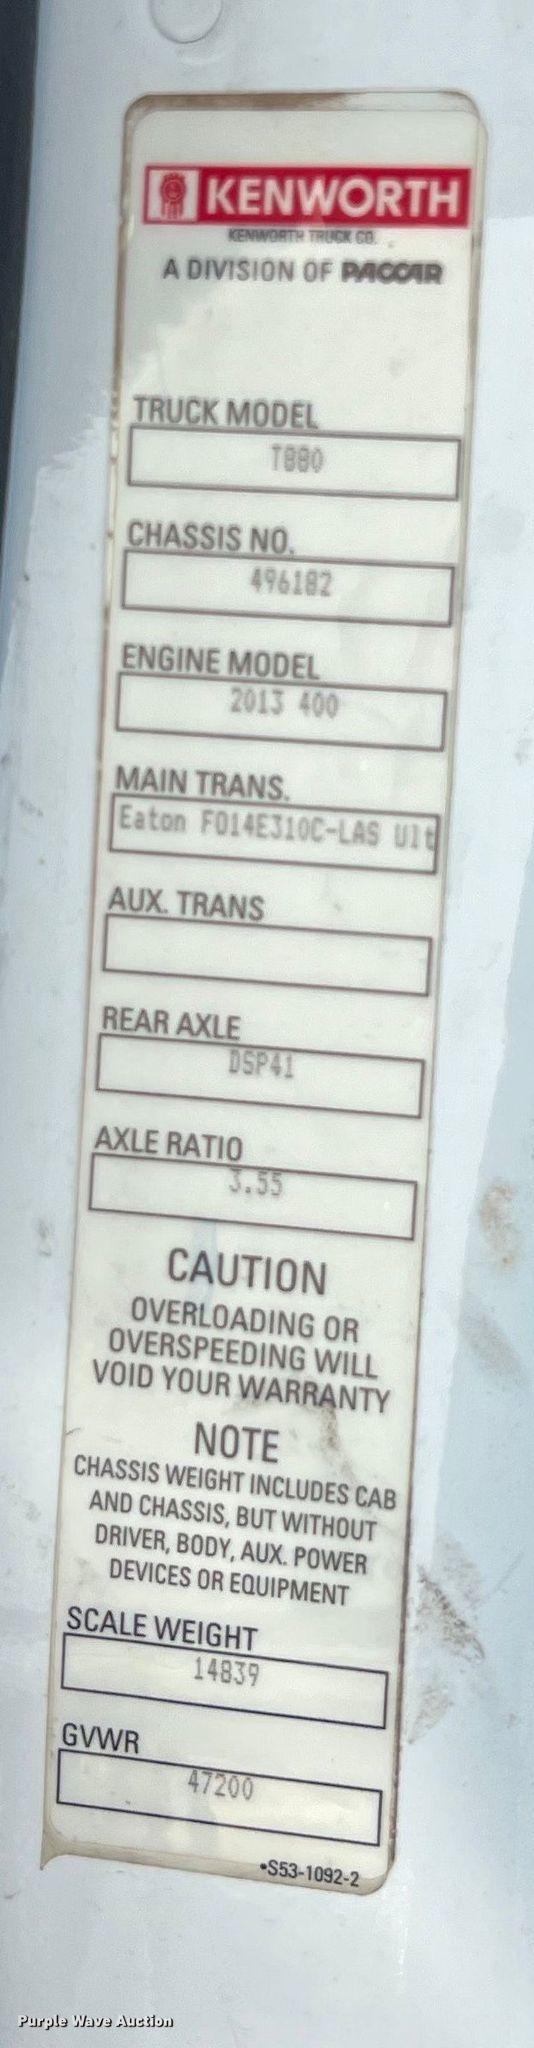 KENWORTH
KENWORTH TRUCK CO.
A DIVISION OF PACCAR
TRUCK MODEL
T880
CHASSIS NO.
496182
ENGINE MODEL
2013 400
MAIN TRANS.
Eaton FO14E310C-LAS Ult
AUX. TRANS
REAR AXLE
DSP41
AXLE RATIO
3.55
CAUTION
OVERLOADING OR
OVERSPEEDING WILL
VOID YOUR WARRANTY
NOTE
CHASSIS WEIGHT INCLUDES CAB
AND CHASSIS, BUT WITHOUT
DRIVER, BODY, AUX. POWER
DEVICES OR EQUIPMENT
SCALE WEIGHT
14839
GVWR
47200
•S53-1092-2
Purple Wave Auction